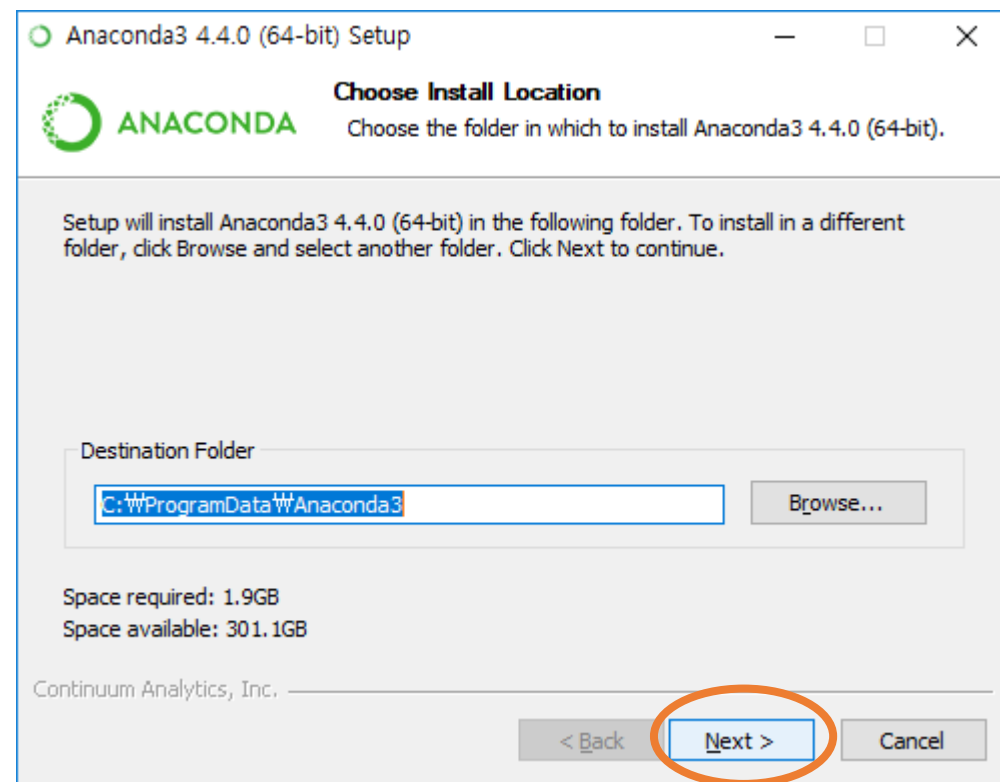 Anaconda3 4.4.0 (64-bit) Setup
ANACONDA
Choose Install Location
Choose the folder in which to install Anaconda3 4.4.0 (64-bit).
Setup will install Anaconda3 4.4.0 (64-bit) in the following folder. To install in a different
folder, click Browse and select another folder. Click Next to continue.
Destination Folder
C:₩ProgramData₩Anaconda3
Browse...
Space required: 1.9GB
Space available: 301.1GB
Continuum Analytics, Inc.
< Back
Next >
Cancel